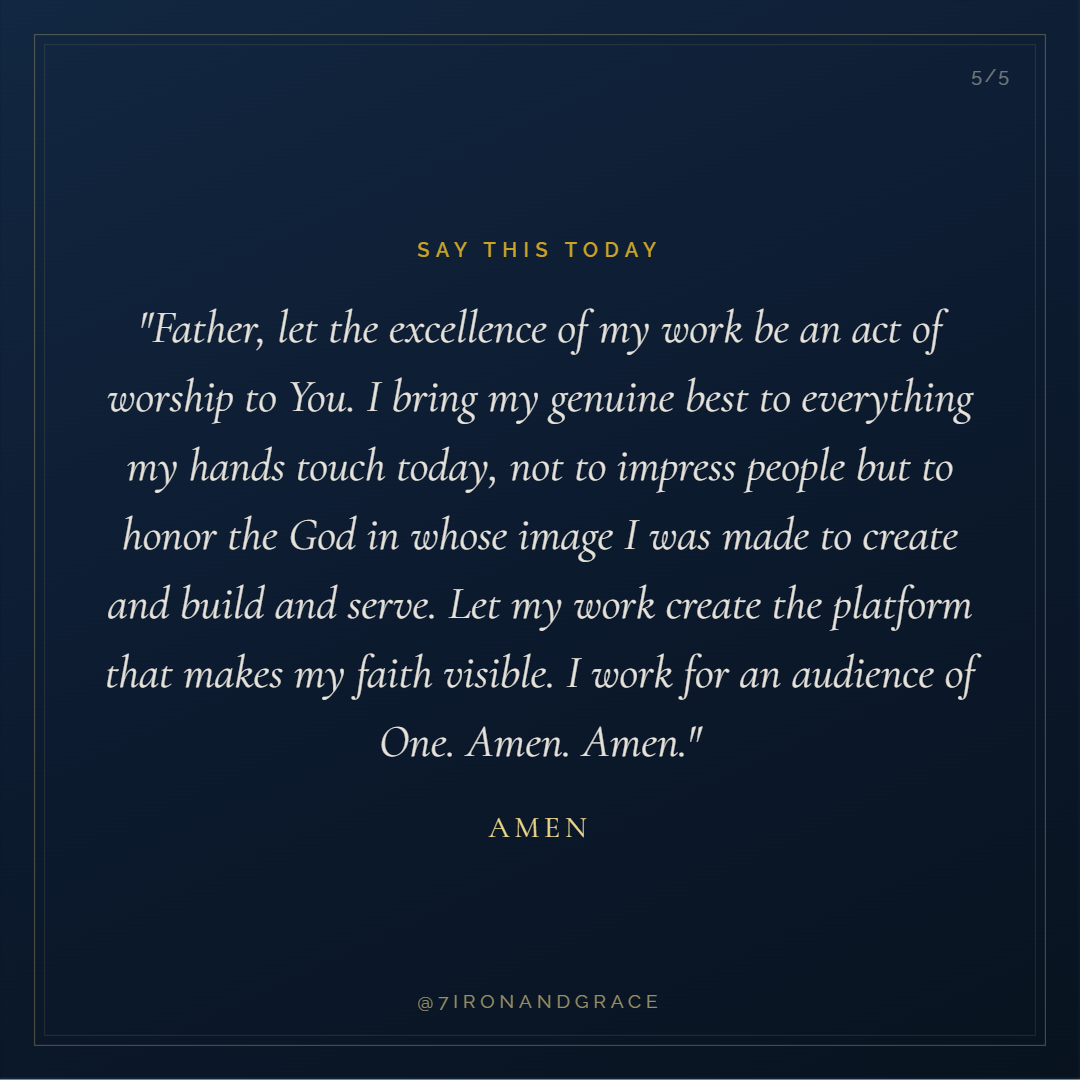 5/5
SAY THIS TODAY
"Father, let the excellence of my work be an act of
worship to You. I bring my genuine best to everything
my hands touch today, not to impress people but to
honor the God in whose image I was made to create
and build and serve. Let my work create the platform
that makes my faith visible. I work for an audience of
One. Amen. Amen."
AMEN
@7IRONANDGRACE